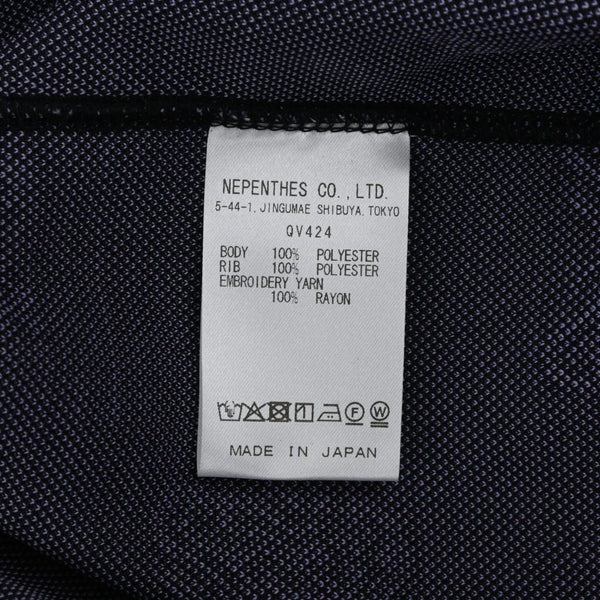 NEPENTHES CO.,LTD.
5-44-1, JINGUMAE SHIBUYA, TOKYO
QV424
BODY 100% POLYESTER
RIB 100% POLYESTER
EMBROIDERY YARN
100% RAYON
F W
MADE IN JAPAN